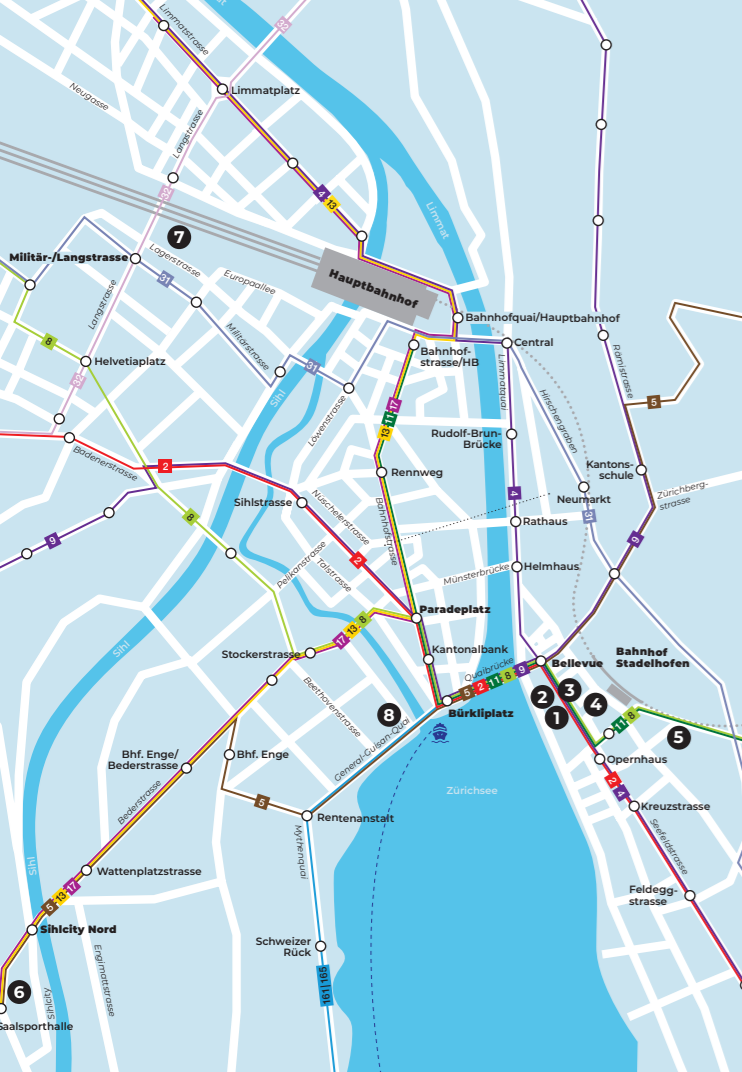 Limmatstrasse
32
Limmatplatz
Neugasse
Langstrasse
32
4
13
Limmat
7
Militär-/Langstrasse
Lagerstrasse
31
Europaallee
Hauptbahnhof
Langstrasse
Bahnhofquai/Hauptbahnhof
8
Militärstrasse
Central
Rämistrasse
Helvetiaplatz
Bahnhof-
strasse/HB
31
32
Limmatquai
Hirschengraben
5
Sihl
Löwenstrasse
17
11
13
Rudolf-Brun-
Brücke
Badenerstrasse
2
Rennweg
Kantons-
schule
Neumarkt
Zürichberg-
strasse
Sihlstrasse
Nüschelerstrasse
Bahnhofstrasse
4
31
8
Rathaus
9
9
Pelikanstrasse
Talstrasse
2
Münsterbrücke
Helmhaus
Paradeplatz
17
13
8
Sihl
Stockerstrasse
Kantonalbank
Quaibrücke
Bellevue
Bahnhof
Stadelhofen
5
2
11
8
9
Beethovenstrasse
8
Bürkliplatz
2
3
1
4
11
8
5
General-Guisan-Quai
Bhf. Enge/
Bederstrasse
Bhf. Enge
Opernhaus
Zürichsee
2
4
5
Bederstrasse
Rentenanstalt
Kreuzstrasse
Mythenquai
Seefeldstrasse
Sihl
Wattenplatzstrasse
5
13
17
Feldegg-
strasse
Sihlcity Nord
Schweizer
Rück
Engimattstrasse
161/165
6
Sihlcity
Saalsporthalle